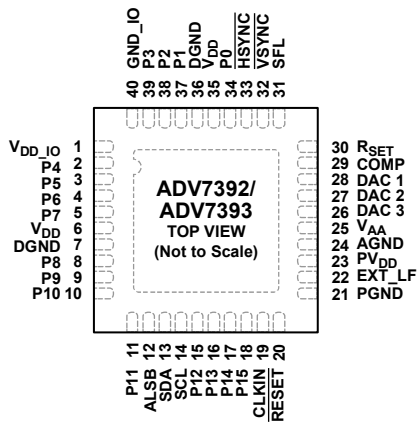 40 GND_IO
39 P3
38 P2
37 P1
36 DGND
35 VDD
34 P0
33 HSYNC
32 VSYNC
31 SFL
VDD_IO 1
P4 2
P5 3
P6 4
P7 5
VDD 6
DGND 7
P8 8
P9 9
P10 10
ADV7392/
ADV7393
TOP VIEW
(Not to Scale)
30 RSET
29 COMP
28 DAC 1
27 DAC 2
26 DAC 3
25 VAA
24 AGND
23 PVDD
22 EXT_LF
21 PGND
P11 11
ALSB 12
SDA 13
SCL 14
P12 15
P13 16
P14 17
P15 18
CLKIN 19
RESET 20